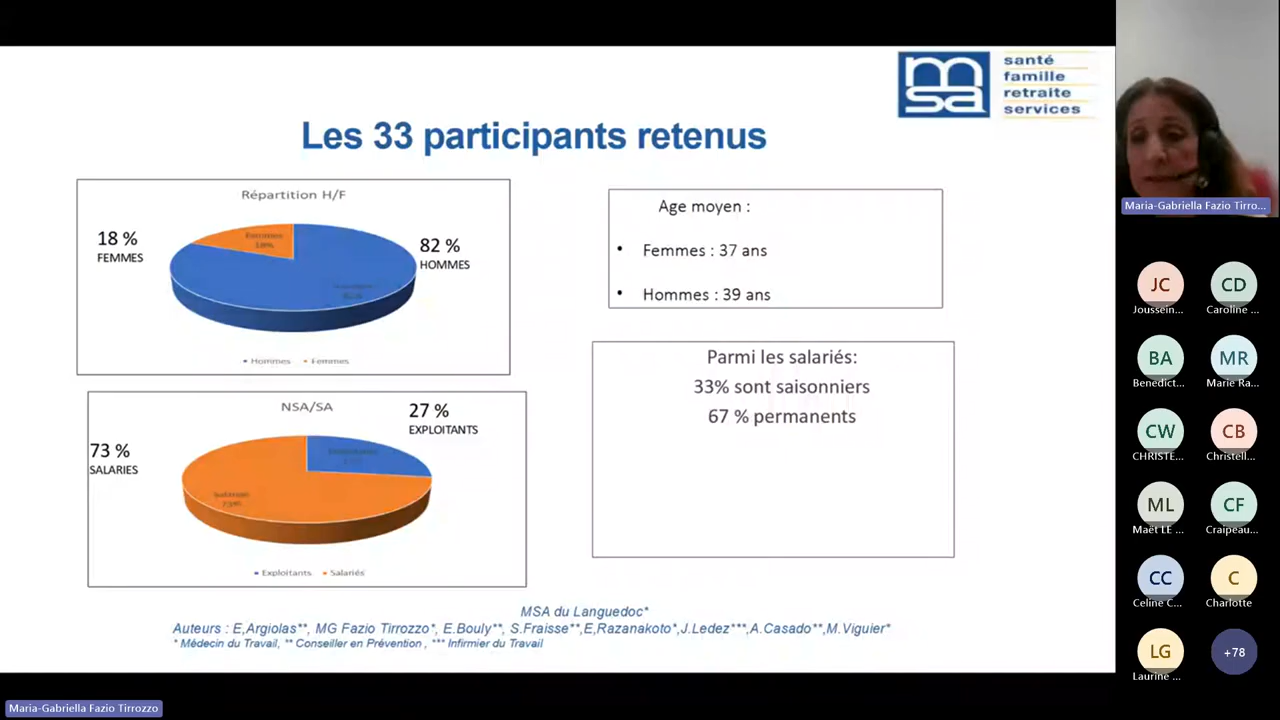 msa
santé
famille
retraite
services
Les 33 participants retenus
Répartition H/F
18 %
FEMMES
82 %
HOMMES
Femmes
18%
Hommes Femmes
NSA/SA
27 %
EXPLOITANTS
73 %
SALARIES
Exploitants Salariés
Age moyen :
• Femmes : 37 ans
• Hommes : 39 ans
Parmi les salariés:
33% sont saisonniers
67 % permanents
MSA du Languedoc*
Auteurs : E,Argiolas**, MG Fazio Tirrozzo*, E.Bouly**, S.Fraisse**,E,Razanakoto*,J.Ledez***,A.Casado**,M.Viguier*
* Médecin du Travail, ** Conseiller en Prévention , *** Infirmier du Travail
Maria-Gabriella Fazio Tirro...
JC CD
Joussein... Caroline ...
BA MR
Benedict... Marie Ra...
CW CB
CHRISTE... Christell...
ML CF
Maët LE ... Craipeau...
CC C
Celine C... Charlotte
LG +78
Laurine ...
Maria-Gabriella Fazio Tirrozzo